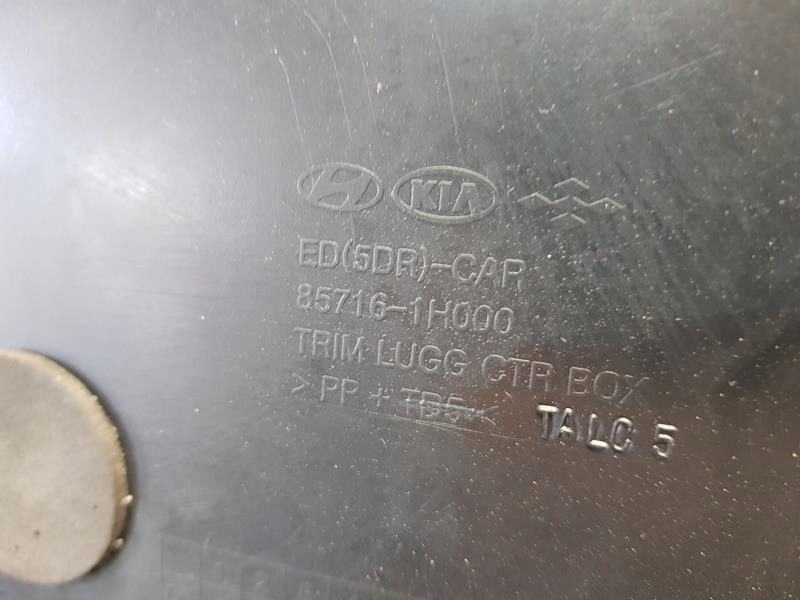 KIA
ED(5DR)-CAR
85716-1H000
TRIM LUGG CTR BOX
>PP + TD5< TALC 5